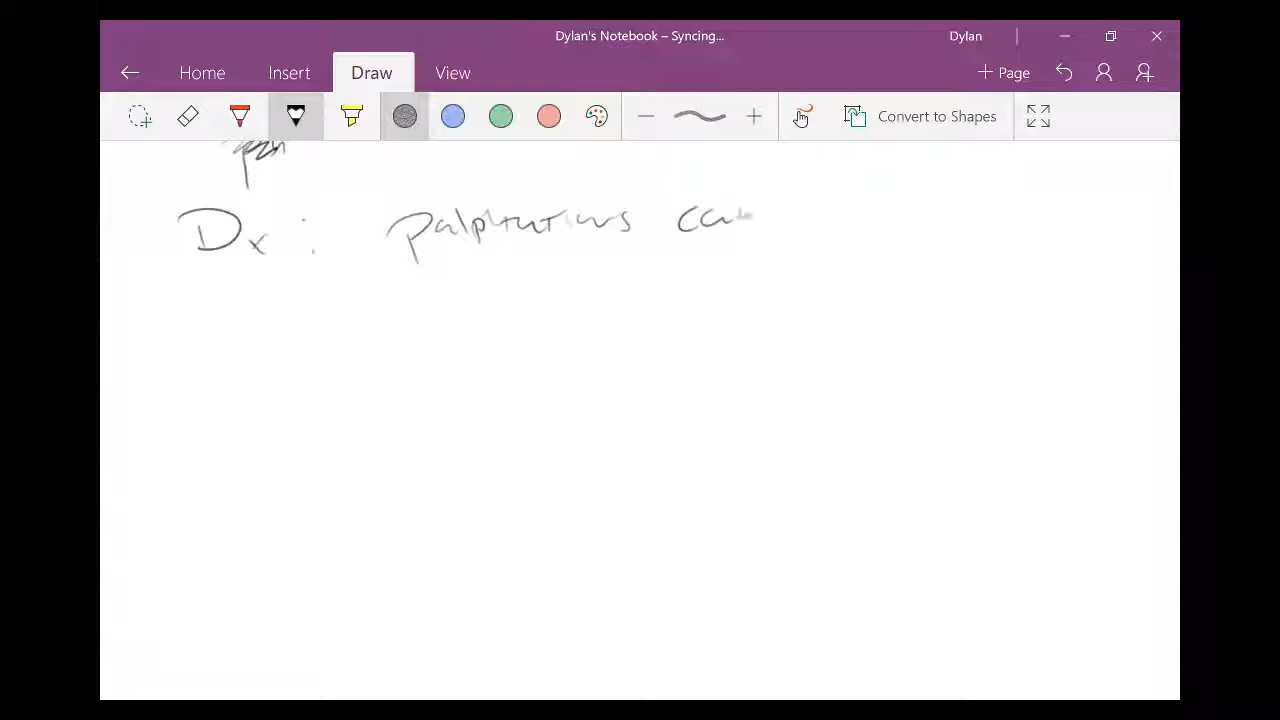 Dylan's Notebook – Syncing...
Dylan
Home Insert Draw View
Page
Convert to Shapes
Dx : palpitations